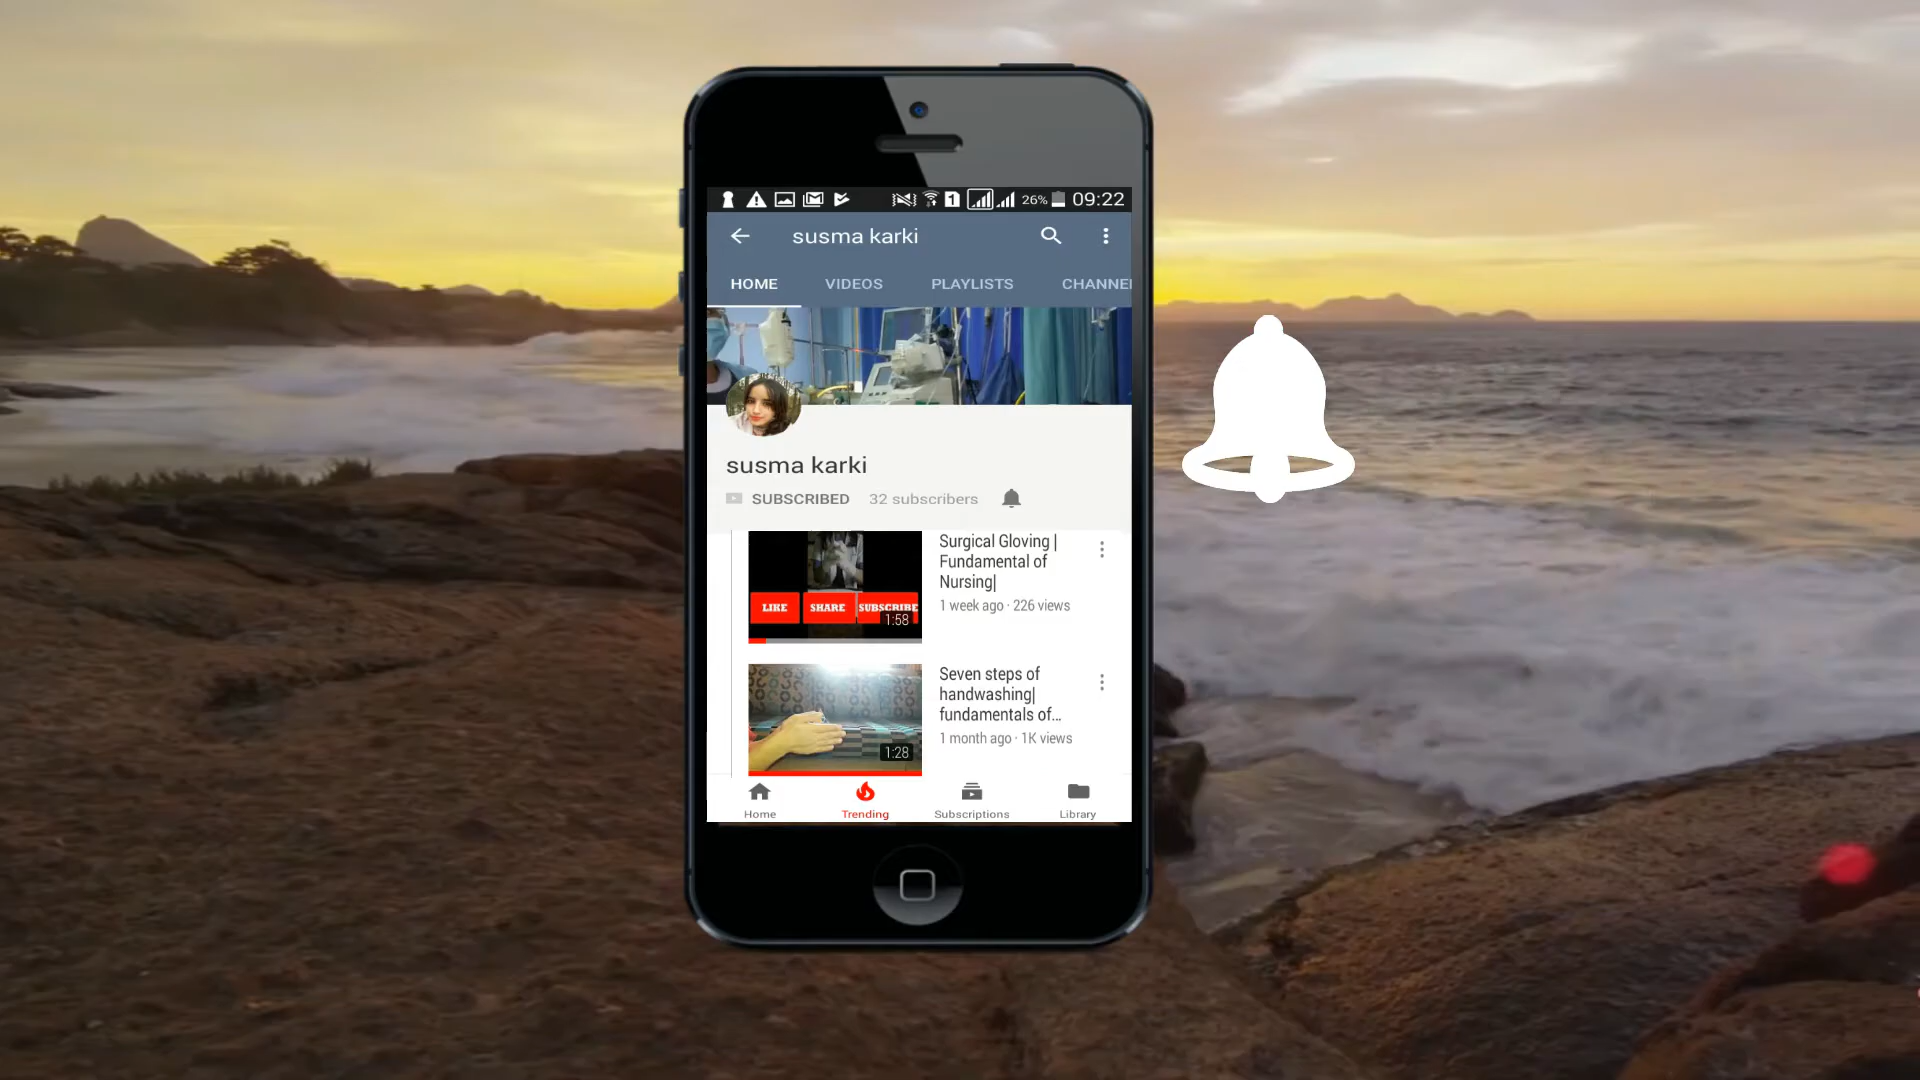 1 26% 09:22
susma karki
HOME VIDEOS PLAYLISTS CHANNE
susma karki
SUBSCRIBED 32 subscribers
Surgical Gloving |
Fundamental of
Nursing|
1 week ago · 226 views
LIKE SHARE SUBSCRIBE
1:58
Seven steps of
handwashing|
fundamentals of...
1 month ago · 1K views
1:28
Home Trending Subscriptions Library